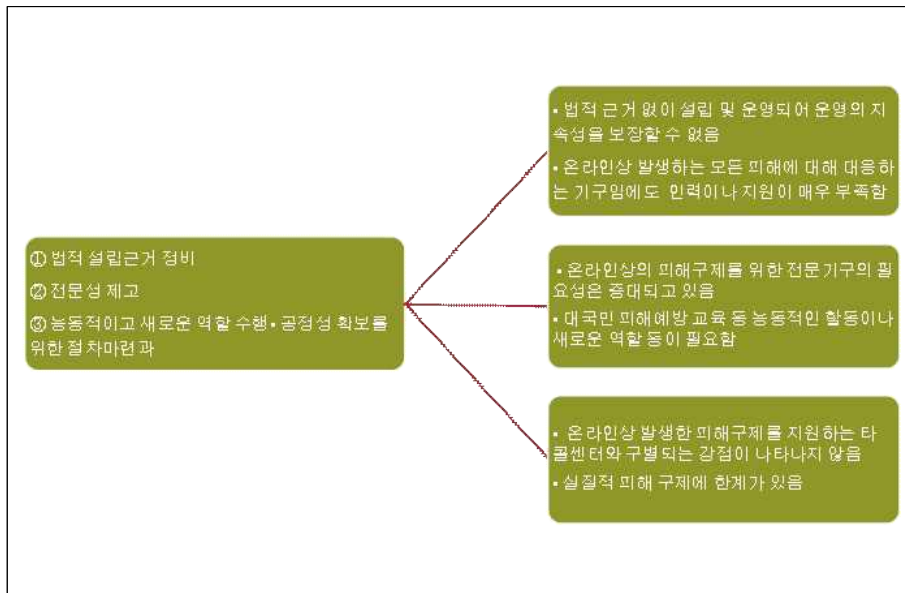 ▪ 법적 근거 없이 설립 및 운영되어 운영의 지
속성을 보장할 수 없음
▪ 온라인상 발생하는 모든 피해에 대해 대응하
는 기구임에도 인력이나 지원이 매우 부족함
① 법적 설립근거 정비
② 전문성 제고
③ 능동적이고 새로운 역할 수행▪공정성 확보를
위한 절차마련과
▪ 온라인상의 피해구제를 위한 전문기구의 필
요성은 증대되고 있음
▪ 대국민 피해예방 교육 등 능동적인 활동이나
새로운 역할 등이 필요함
▪ 온라인상 발생한 피해구제를 지원하는 타
콜센터와 구별되는 강점이 나타나지 않음
▪ 실질적 피해 구제에 한계가 있음